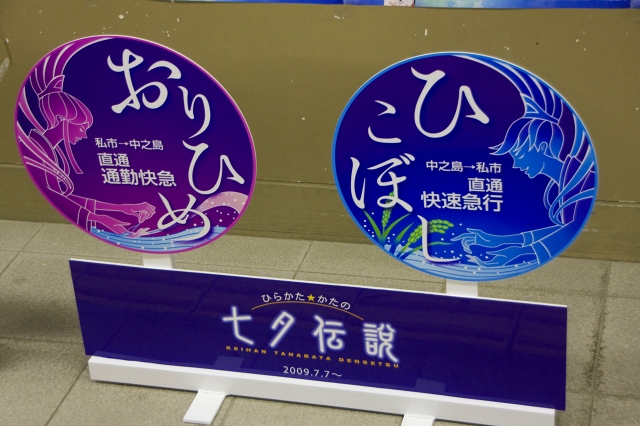 おりひめ
私市→中之島
直通
通勤快急
ひこぼし
中之島→私市
直通
快速急行
ひらかた★かたの
七夕伝説
KEIHAN TANABATA DENSETSU
2009.7.7～